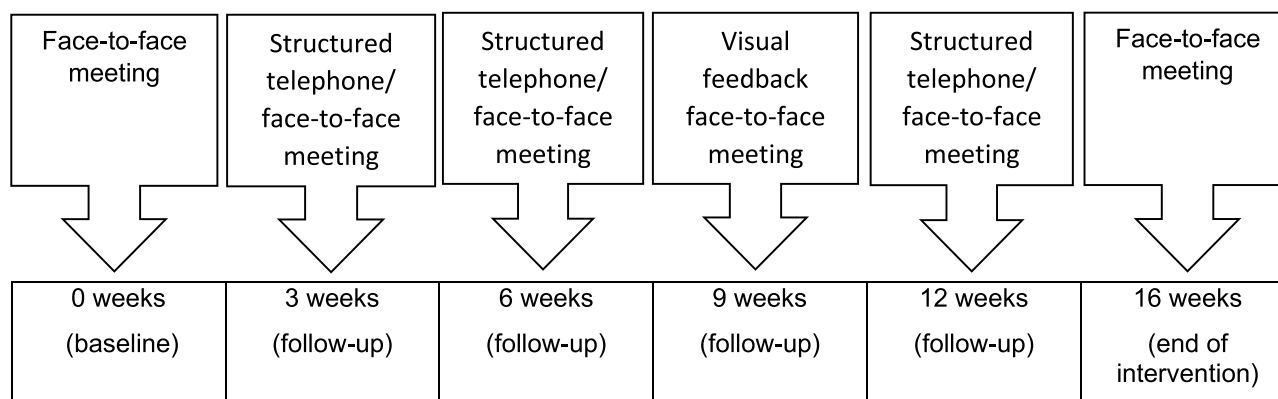 Face-to-face
meeting
Structured
telephone/
face-to-face
meeting
Structured
telephone/
face-to-face
meeting
Visual
feedback
face-to-face
meeting
Structured
telephone/
face-to-face
meeting
Face-to-face
meeting
0 weeks
(baseline)
3 weeks
(follow-up)
6 weeks
(follow-up)
9 weeks
(follow-up)
12 weeks
(follow-up)
16 weeks
(end of
intervention)